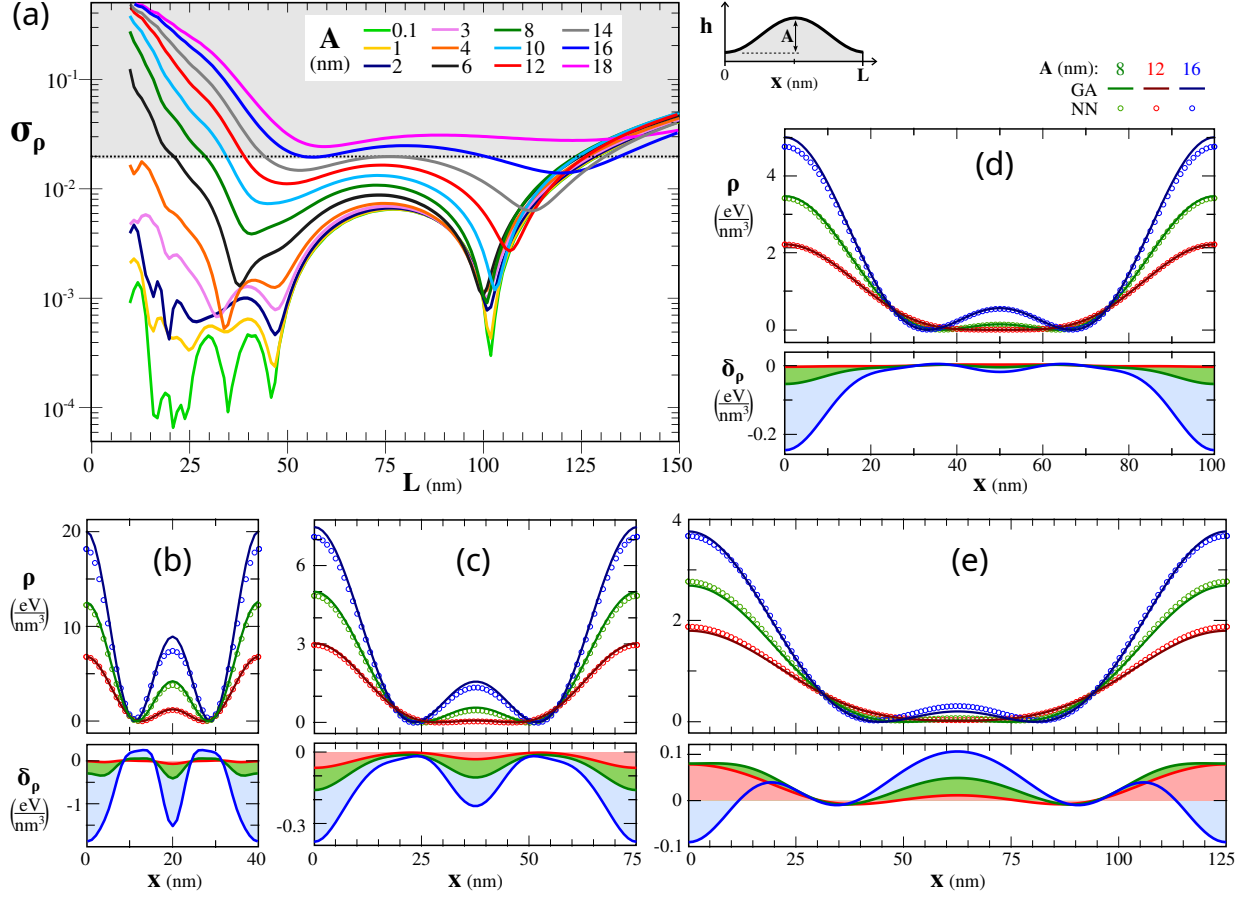 (a)
A
(nm)
0.1 3 8 14
1 4 10 16
2 6 12 18
10⁻¹
σρ
10⁻²
10⁻³
10⁻⁴
0 25 50 75 100 125 150
L (nm)
h
A
0 x (nm) L
A (nm): 8 12 16
GA
NN
(d)
ρ
(eV/nm³)
4
2
0
δρ
(eV/nm³)
0
-0.2
0 20 40 60 80 100
x (nm)
(b)
ρ
(eV/nm³)
20
10
0
δρ
(eV/nm³)
0
-1
0 20 40
x (nm)
(c)
6
3
0
0
-0.3
0 25 50 75
x (nm)
(e)
4
2
0
0.1
0
-0.1
0 25 50 75 100 125
x (nm)